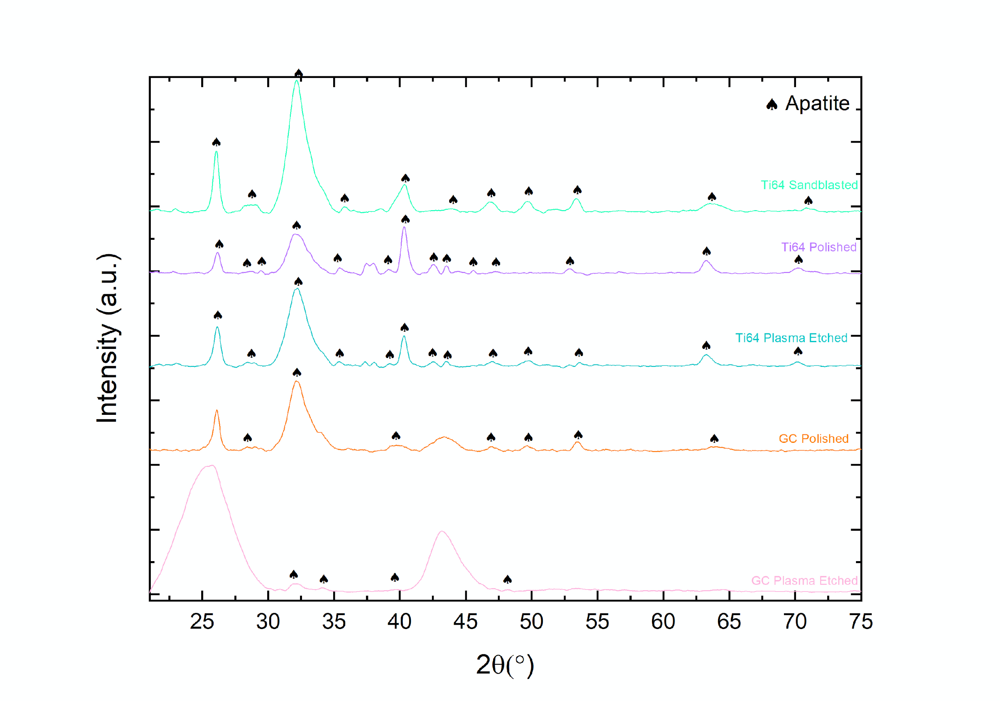 ♠ Apatite
Ti64 Sandblasted
Ti64 Polished
Ti64 Plasma Etched
GC Polished
GC Plasma Etched
Intensity (a.u.)
25 30 35 40 45 50 55 60 65 70 75
2θ(°)